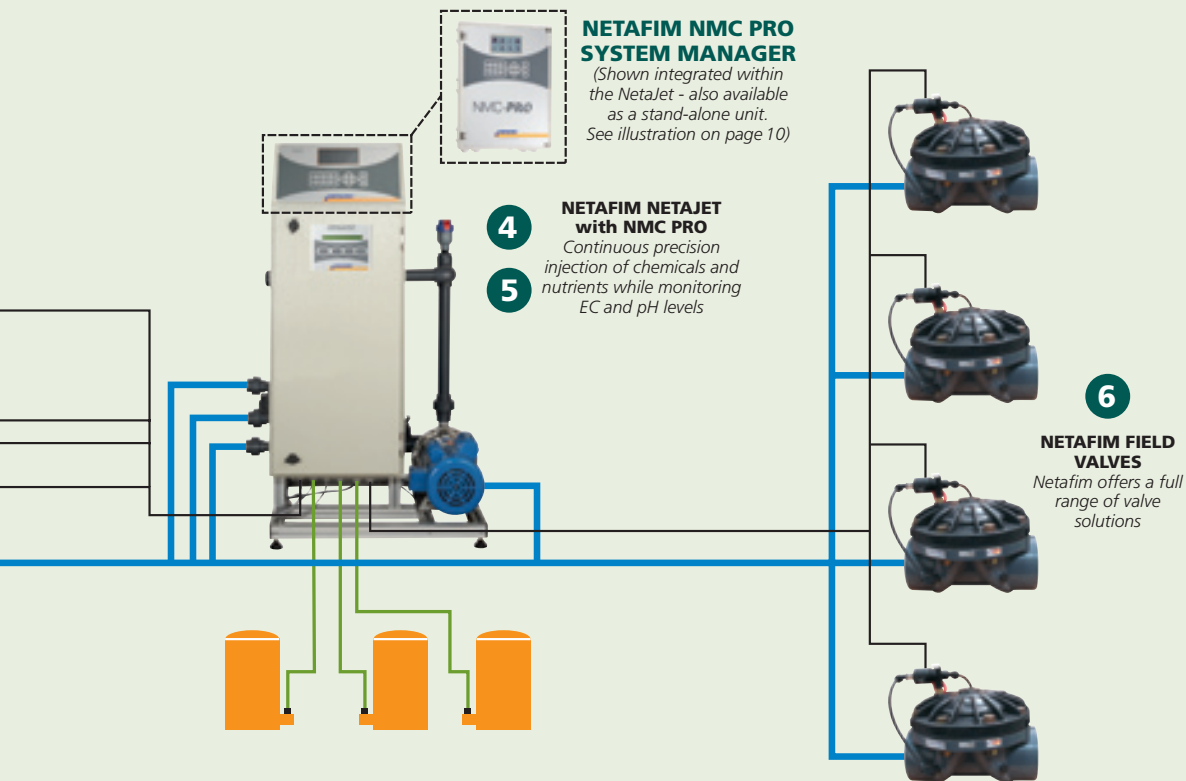 NETAFIM NMC PRO
SYSTEM MANAGER
(Shown integrated within
the NetaJet - also available
as a stand-alone unit.
See illustration on page 10)
NMC-PRO
4
5
NETAFIM NETAJET
with NMC PRO
Continuous precision
injection of chemicals and
nutrients while monitoring
EC and pH levels
6
NETAFIM FIELD
VALVES
Netafim offers a full
range of valve
solutions